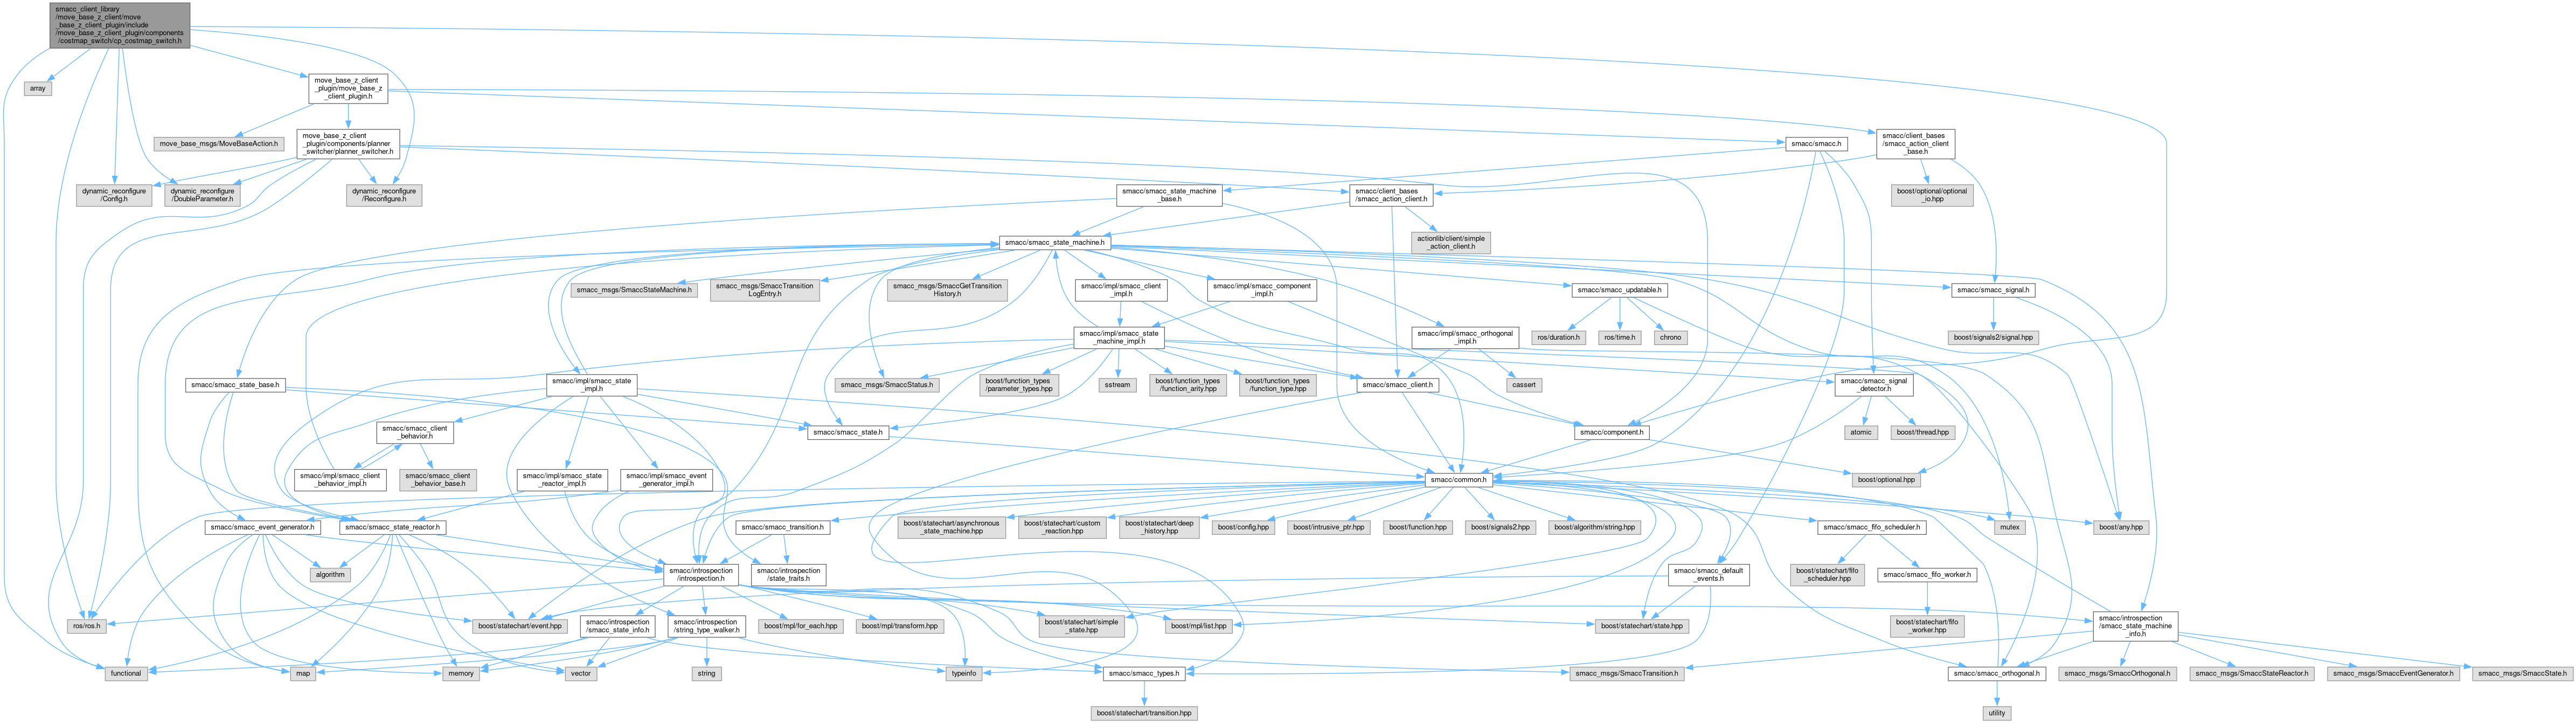 smacc_client_library
/move_base_z_client/move
_base_z_client_plugin/include
/move_base_z_client_plugin/components
/costmap_switch/cp_costmap_switch.h
array
move_base_z_client
_plugin/move_base_z
_client_plugin.h
move_base_msgs/MoveBaseAction.h
move_base_z_client
_plugin/components/planner
_switcher/planner_switcher.h
smacc/smacc.h
smacc/client_bases
/smacc_action_client
_base.h
dynamic_reconfigure
/Config.h
dynamic_reconfigure
/DoubleParameter.h
dynamic_reconfigure
/Reconfigure.h
smacc/smacc_state_machine
_base.h
smacc/client_bases
/smacc_action_client.h
boost/optional/optional
_io.hpp
smacc/smacc_state_machine.h
actionlib/client/simple
_action_client.h
smacc_msgs/SmaccStateMachine.h
smacc_msgs/SmaccTransition
LogEntry.h
smacc_msgs/SmaccGetTransition
History.h
smacc/impl/smacc_client
_impl.h
smacc/impl/smacc_component
_impl.h
smacc/smacc_updatable.h
smacc/smacc_signal.h
smacc/impl/smacc_state
_machine_impl.h
smacc/impl/smacc_orthogonal
_impl.h
ros/duration.h
ros/time.h
chrono
boost/signals2/signal.hpp
smacc/smacc_state_base.h
smacc/impl/smacc_state
_impl.h
smacc_msgs/SmaccStatus.h
boost/function_types
/parameter_types.hpp
sstream
boost/function_types
/function_arity.hpp
boost/function_types
/function_type.hpp
smacc/smacc_client.h
cassert
smacc/smacc_signal
_detector.h
smacc/smacc_client
_behavior.h
smacc/smacc_state.h
smacc/component.h
atomic
boost/thread.hpp
smacc/impl/smacc_client
_behavior_impl.h
smacc/smacc_client
_behavior_base.h
smacc/impl/smacc_state
_reactor_impl.h
smacc/impl/smacc_event
_generator_impl.h
smacc/common.h
boost/optional.hpp
smacc/smacc_event_generator.h
smacc/smacc_state_reactor.h
smacc/smacc_transition.h
boost/statechart/asynchronous
_state_machine.hpp
boost/statechart/custom
_reaction.hpp
boost/statechart/deep
_history.hpp
boost/config.hpp
boost/intrusive_ptr.hpp
boost/function.hpp
boost/signals2.hpp
boost/algorithm/string.hpp
smacc/smacc_fifo_scheduler.h
mutex
boost/any.hpp
algorithm
smacc/introspection
/introspection.h
smacc/introspection
/state_traits.h
smacc/smacc_default
_events.h
boost/statechart/fifo
_scheduler.hpp
smacc/smacc_fifo_worker.h
ros/ros.h
boost/statechart/event.hpp
smacc/introspection
/smacc_state_info.h
smacc/introspection
/string_type_walker.h
boost/mpl/for_each.hpp
boost/mpl/transform.hpp
boost/statechart/simple
_state.hpp
boost/mpl/list.hpp
boost/statechart/state.hpp
boost/statechart/fifo
_worker.hpp
smacc/introspection
/smacc_state_machine
_info.h
functional
map
memory
vector
string
typeinfo
smacc/smacc_types.h
smacc_msgs/SmaccTransition.h
smacc/smacc_orthogonal.h
smacc_msgs/SmaccOrthogonal.h
smacc_msgs/SmaccStateReactor.h
smacc_msgs/SmaccEventGenerator.h
smacc_msgs/SmaccState.h
boost/statechart/transition.hpp
utility